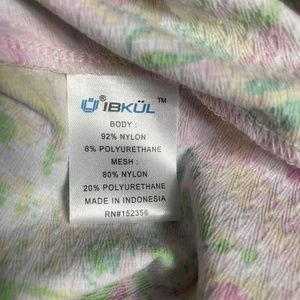 IBKÜL™
BODY :
92% NYLON
8% POLYURETHANE
MESH :
80% NYLON
20% POLYURETHANE
MADE IN INDONESIA
RN#152356